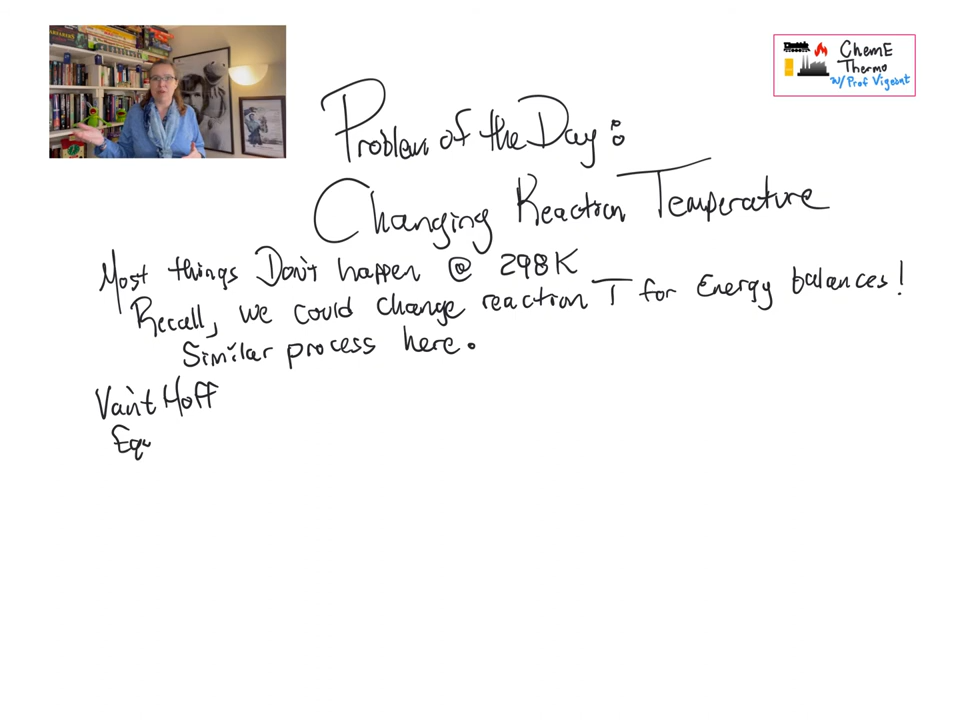 ChemE
Thermo
w/ Prof Vigeant
Problem of the Day:
Changing Reaction Temperature
Most things Don't happen @ 298K
Recall, we could change reaction T for Energy balances!
Similar process here.
Van't Hoff
Equ